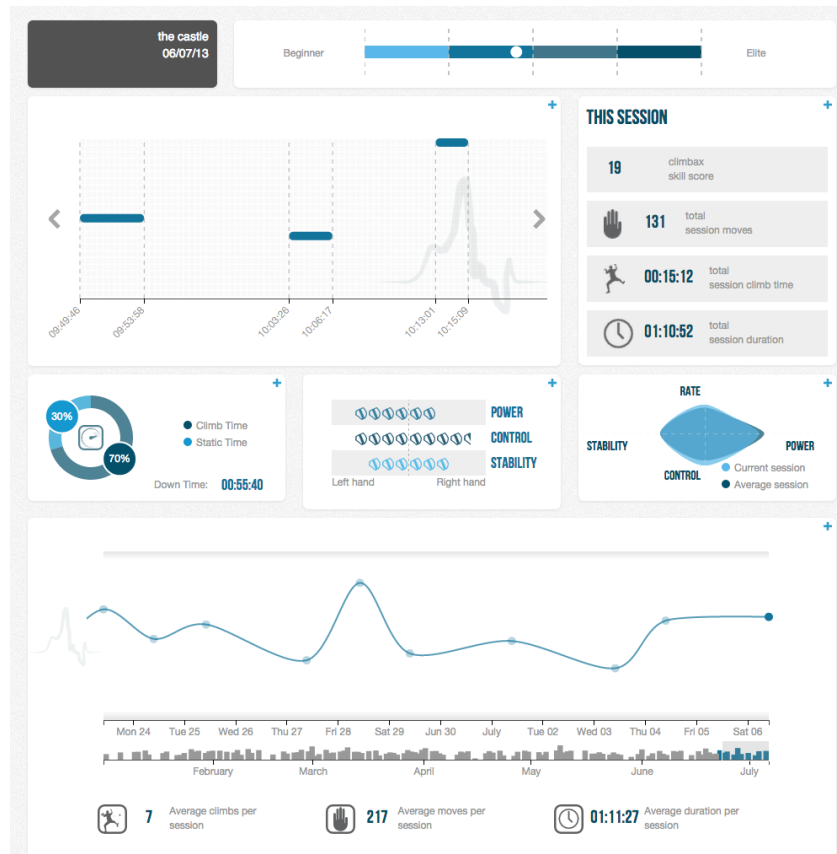 the castle
06/07/13
Beginner
Elite
+
+
THIS SESSION
19
climbax
skill score
131
total
session moves
00:15:12
total
session climb time
01:10:52
total
session duration
09:49:46
09:53:58
10:03:26
10:06:17
10:13:01
10:15:09
+
30%
70%
Climb Time
Static Time
Down Time: 00:55:40
+
POWER
CONTROL
STABILITY
Left hand Right hand
+
RATE
STABILITY
POWER
CONTROL
Current session
Average session
+
Mon 24 Tue 25 Wed 26 Thu 27 Fri 28 Sat 29 Jun 30 July Tue 02 Wed 03 Thu 04 Fri 05 Sat 06
February March April May June July
7
Average climbs per
session
217
Average moves per
session
01:11:27
Average duration per
session